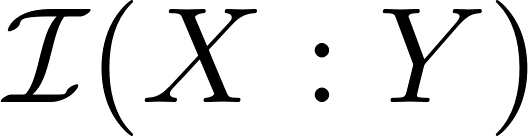 ℐ(X : Y)